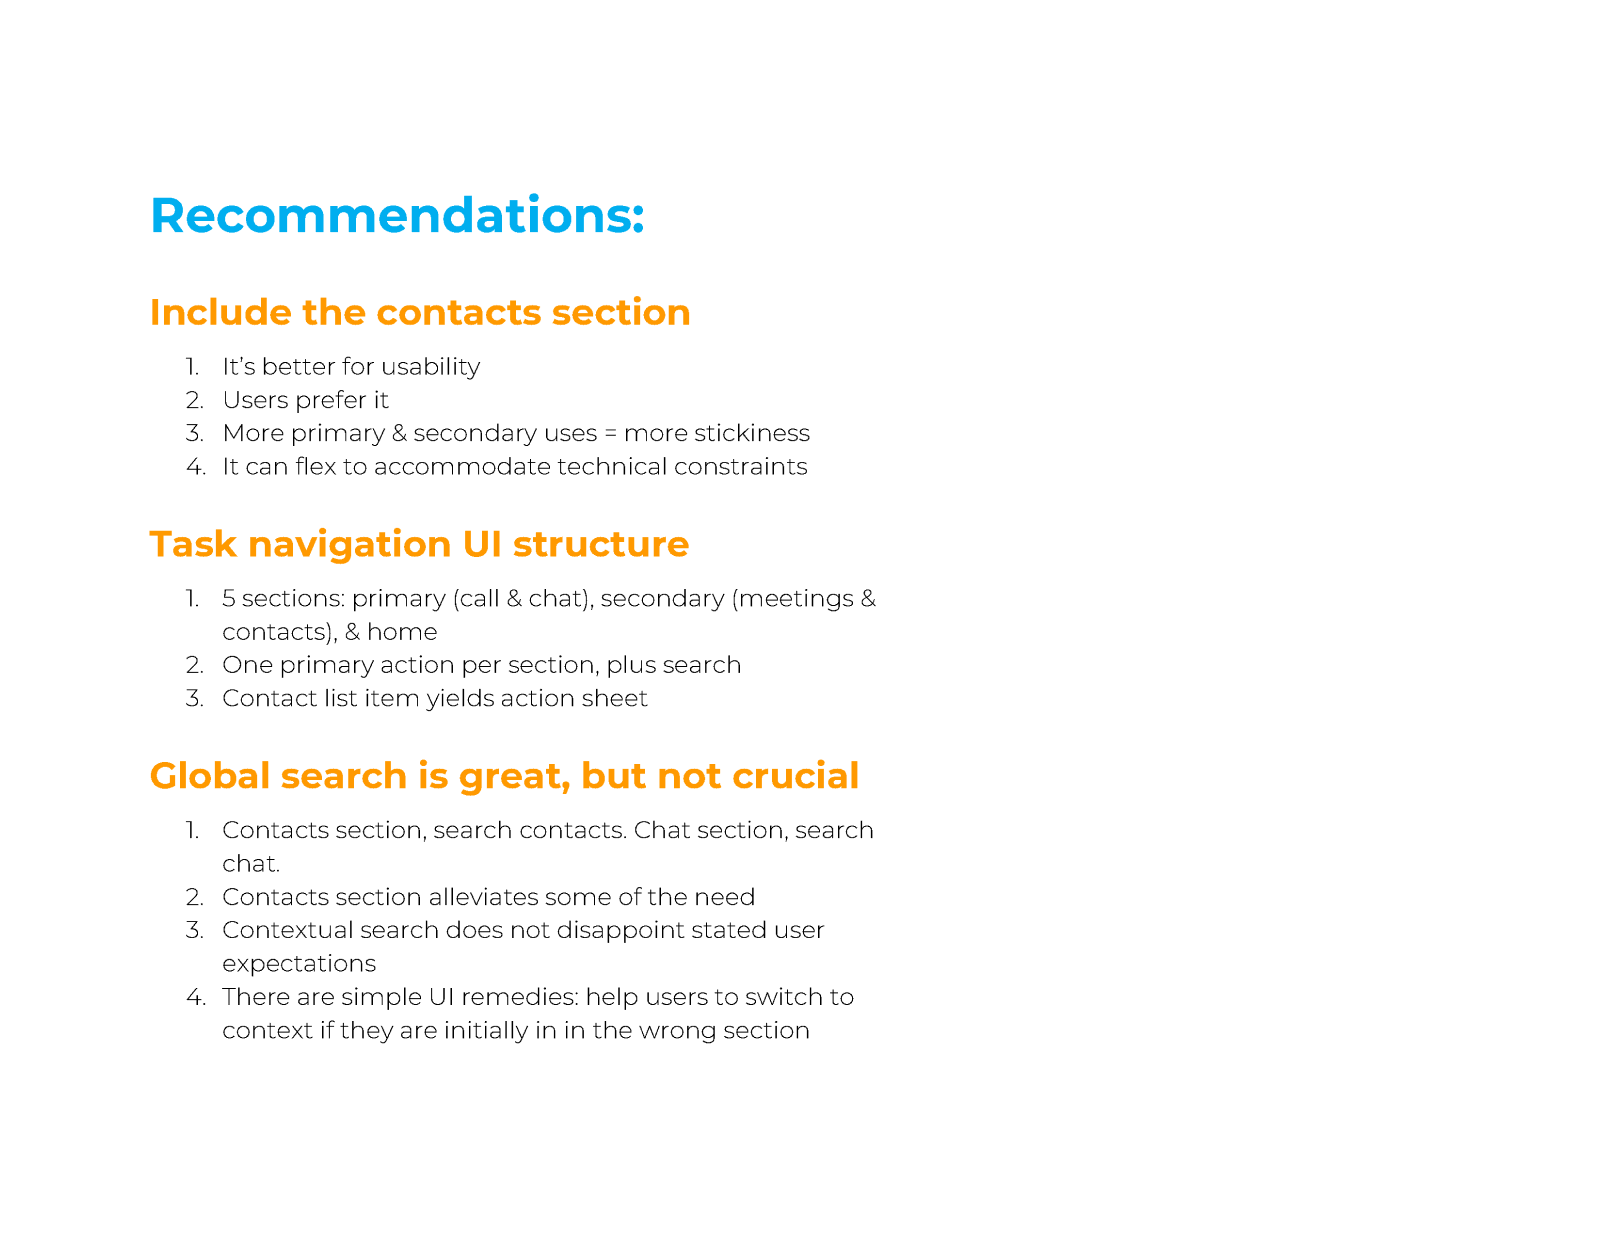 Recommendations:
Include the contacts section
1. It’s better for usability
2. Users prefer it
3. More primary & secondary uses = more stickiness
4. It can flex to accommodate technical constraints
Task navigation UI structure
1. 5 sections: primary (call & chat), secondary (meetings &
contacts), & home
2. One primary action per section, plus search
3. Contact list item yields action sheet
Global search is great, but not crucial
1. Contacts section, search contacts. Chat section, search
chat.
2. Contacts section alleviates some of the need
3. Contextual search does not disappoint stated user
expectations
4. There are simple UI remedies: help users to switch to
context if they are initially in in the wrong section